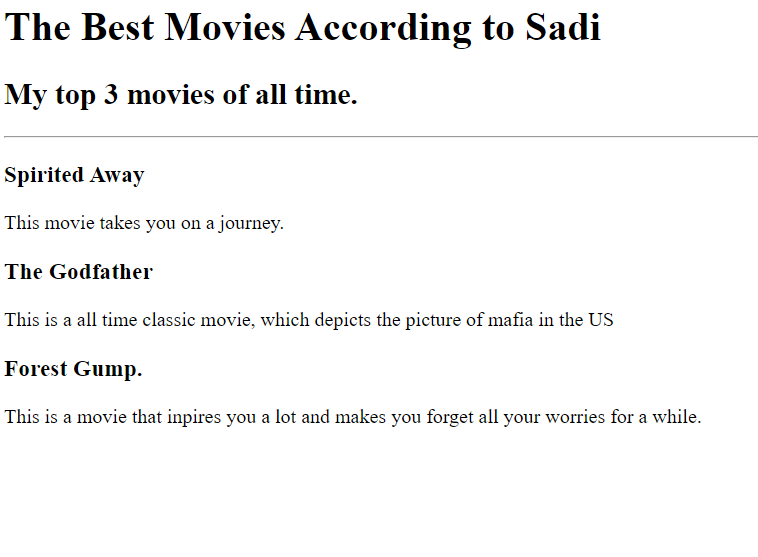 The Best Movies According to Sadi
My top 3 movies of all time.
Spirited Away
This movie takes you on a journey.
The Godfather
This is a all time classic movie, which depicts the picture of mafia in the US
Forest Gump.
This is a movie that inpires you a lot and makes you forget all your worries for a while.